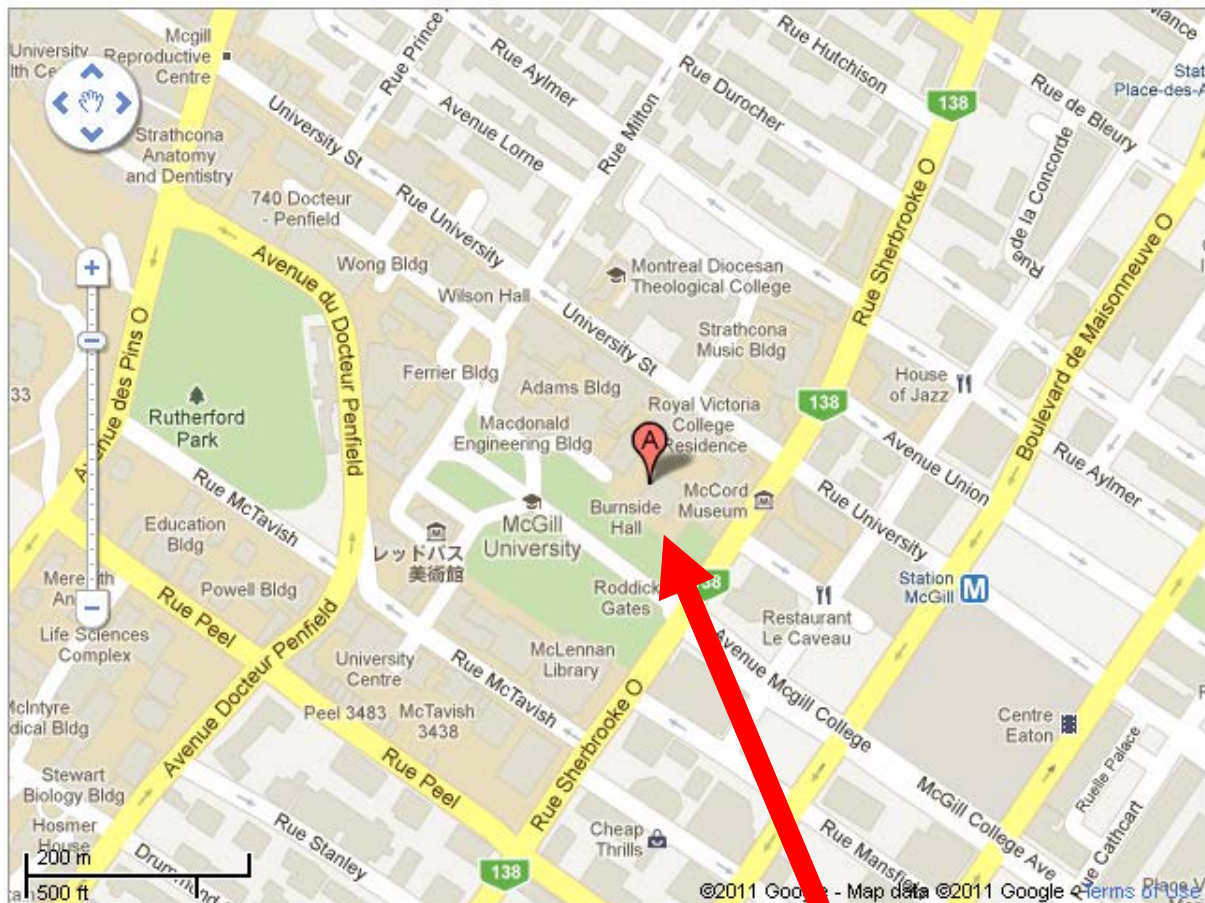 Mcgill
Reproductive
Centre
University
Rue Prince
Rue Aylmer
Avenue Lorne
Rue Milton
Rue Durocher
Rue Hutchison
138
Rue de Bleury
Rue de la Concorde
Place-des-A
Strathcona
Anatomy
and Dentistry
University St
740 Docteur
- Penfield
Rue University
Avenue du Docteur Penfield
Wong Bldg
Wilson Hall
Montreal Diocesan
Theological College
University St
Strathcona
Music Bldg
Rue Sherbrooke O
Boulevard de Maisonneuve O
House
of Jazz
138
+
Avenue des Pins O
33
Rutherford
Park
Ferrier Bldg
Adams Bldg
Macdonald
Engineering Bldg
Royal Victoria
College
Residence
A
Avenue Union
Rue Aylmer
Rue McTavish
Education
Bldg
McGill
University
レッドパス
美術館
Burnside
Hall
McCord
Museum
Rue University
Station
McGill
M
Powell Bldg
−
Life Sciences
Complex
Rue Peel
Avenue Docteur Penfield
Roddick
Gates
Restaurant
Le Caveau
University
Centre
Rue McTavish
McLennan
Library
Avenue Mcgill College
Peel 3483
McTavish
3438
Rue Peel
Rue Sherbrooke O
Centre
Eaton
Ruelle Palace
McIntyre
Stewart
Biology Bldg
Hosmer
House
Rue Stanley
Cheap
Thrills
McGill College Ave
Rue Mansfield
Rue Cathcart
200 m
500 ft
Drummond
138
©2011 Google - Map data ©2011 Google - Terms of Use